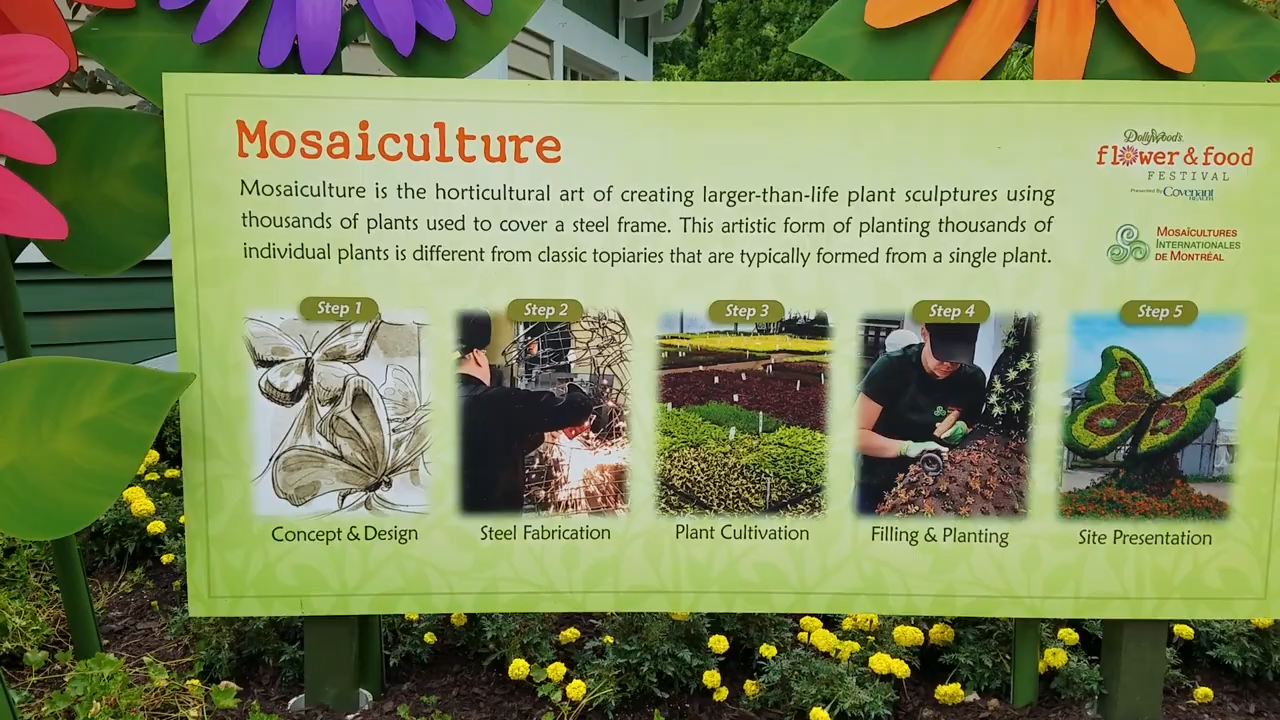 Mosaiculture
Mosaiculture is the horticultural art of creating larger-than-life plant sculptures using
thousands of plants used to cover a steel frame. This artistic form of planting thousands of
individual plants is different from classic topiaries that are typically formed from a single plant.
Dollywood's
flower & food
FESTIVAL
Presented By Covenant
HEALTH
MOSAÏCULTURES
INTERNATIONALES
DE MONTRÉAL
Step 1
Step 2
Step 3
Step 4
Step 5
Concept & Design
Steel Fabrication
Plant Cultivation
Filling & Planting
Site Presentation